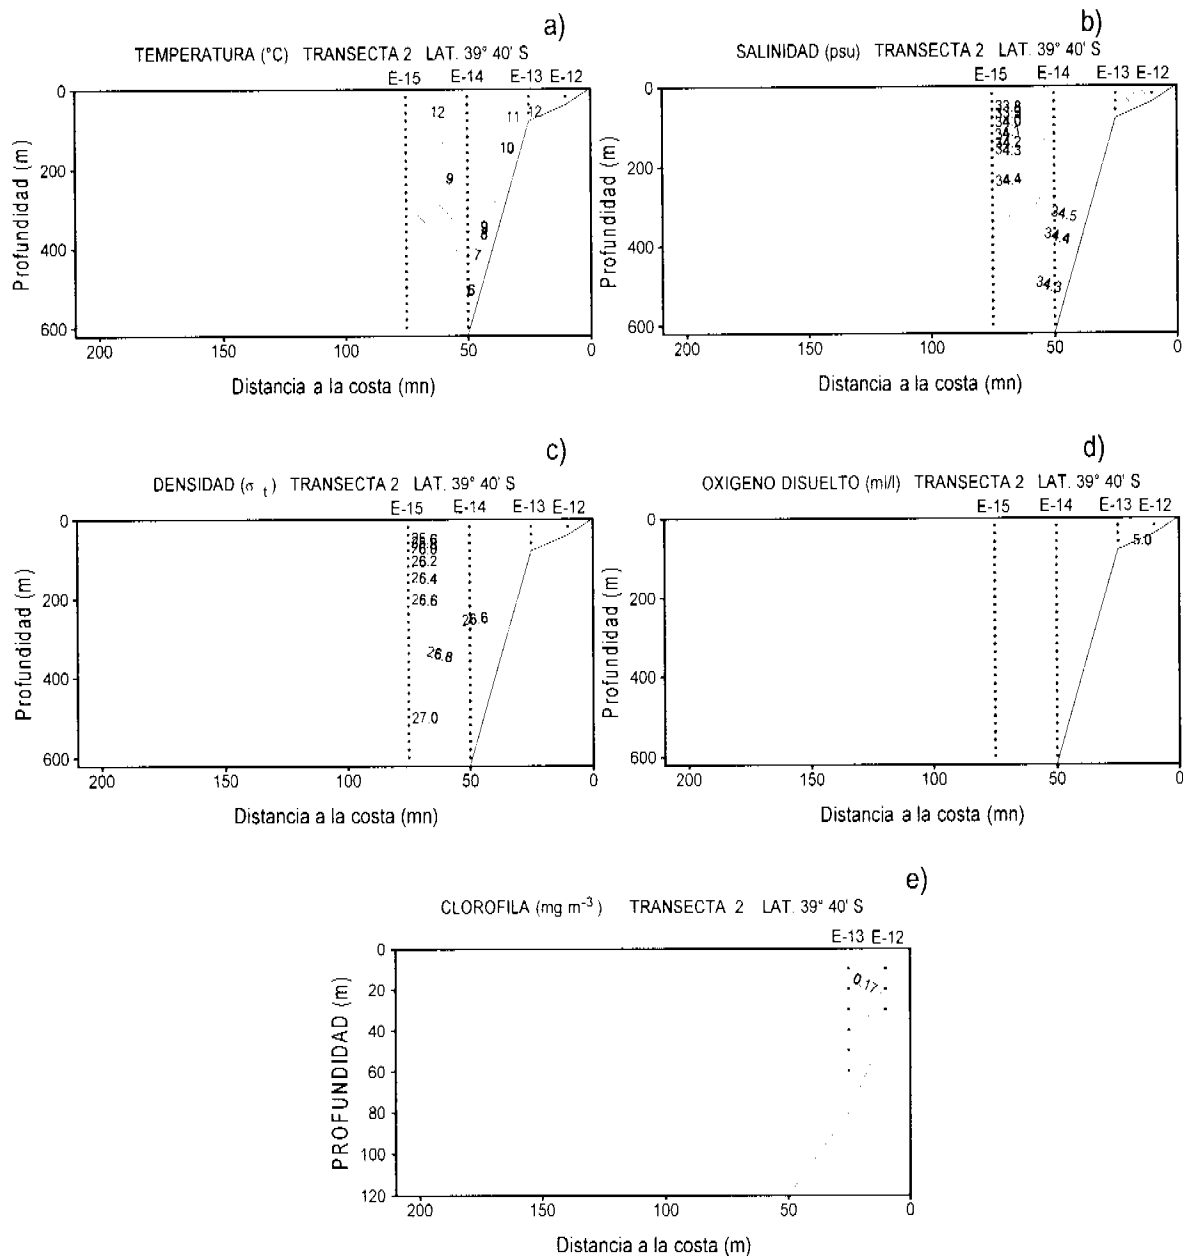 a)
TEMPERATURA (°C) TRANSECTA 2 LAT. 39° 40' S
E-15 E-14 E-13 E-12
0
200
400
600
12
11
12
10
9
9
8
7
6
200 150 100 50 0
Profundidad (m)
Distancia a la costa (mn)
b)
SALINIDAD (psu) TRANSECTA 2 LAT. 39° 40' S
E-15 E-14 E-13 E-12
0
200
400
600
33.8
33.9
34.0
34.1
34.2
34.3
34.4
34.5
34.4
34.3
200 150 100 50 0
Profundidad (m)
Distancia a la costa (mn)
c)
DENSIDAD (σ t) TRANSECTA 2 LAT. 39° 40' S
E-15 E-14 E-13 E-12
0
200
400
600
26.2
26.4
26.6
26.6
26.8
27.0
200 150 100 50 0
Profundidad (m)
Distancia a la costa (mn)
d)
OXIGENO DISUELTO (ml/l) TRANSECTA 2 LAT. 39° 40' S
E-15 E-14 E-13 E-12
0
200
400
600
5.0
200 150 100 50 0
Profundidad (m)
Distancia a la costa (mn)
e)
CLOROFILA (mg m⁻³) TRANSECTA 2 LAT. 39° 40' S
E-13 E-12
0
20
40
60
80
100
120
0.17
200 150 100 50 0
PROFUNDIDAD (m)
Distancia a la costa (m)